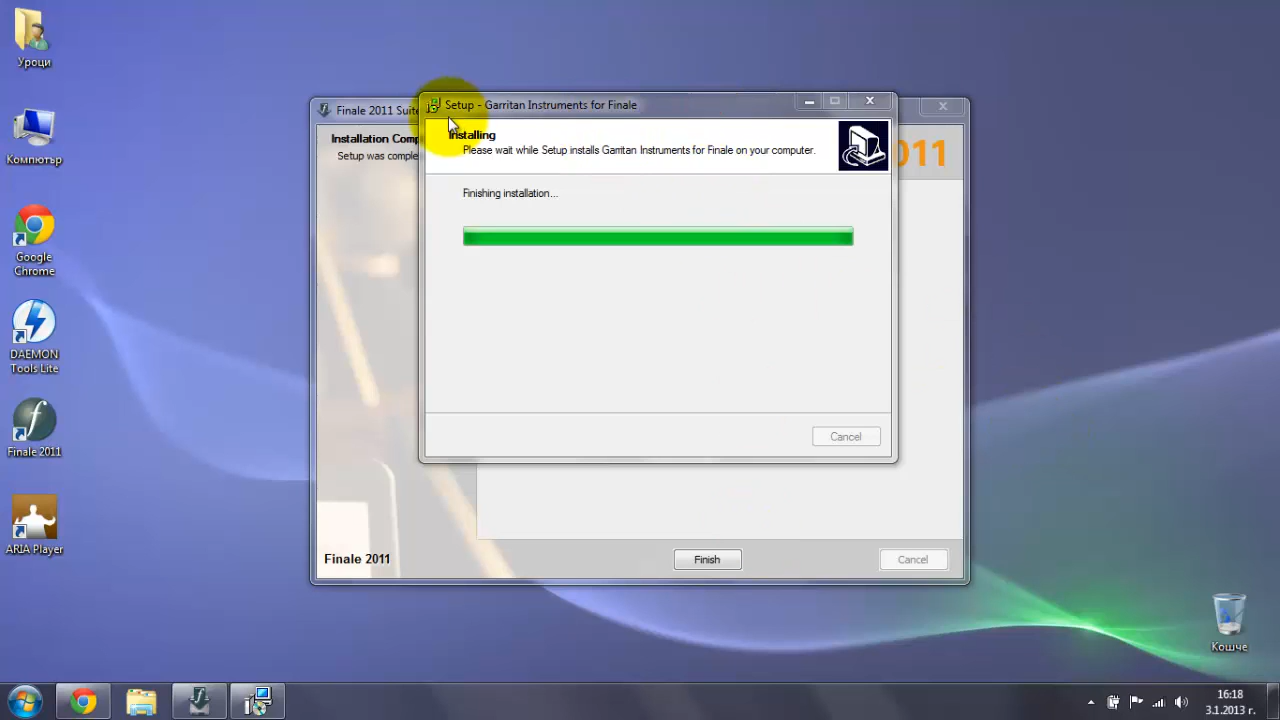 Уроци
Компютър
Google
Chrome
DAEMON
Tools Lite
Finale 2011
ARIA Player
Finale 2011 Suite
Installation Comp
Setup was comple
011
Setup - Garritan Instruments for Finale
Installing
Please wait while Setup installs Garritan Instruments for Finale on your computer.
Finishing installation...
Cancel
Finale 2011
Finish
Cancel
Кошче
16:18
3.1.2013 г.